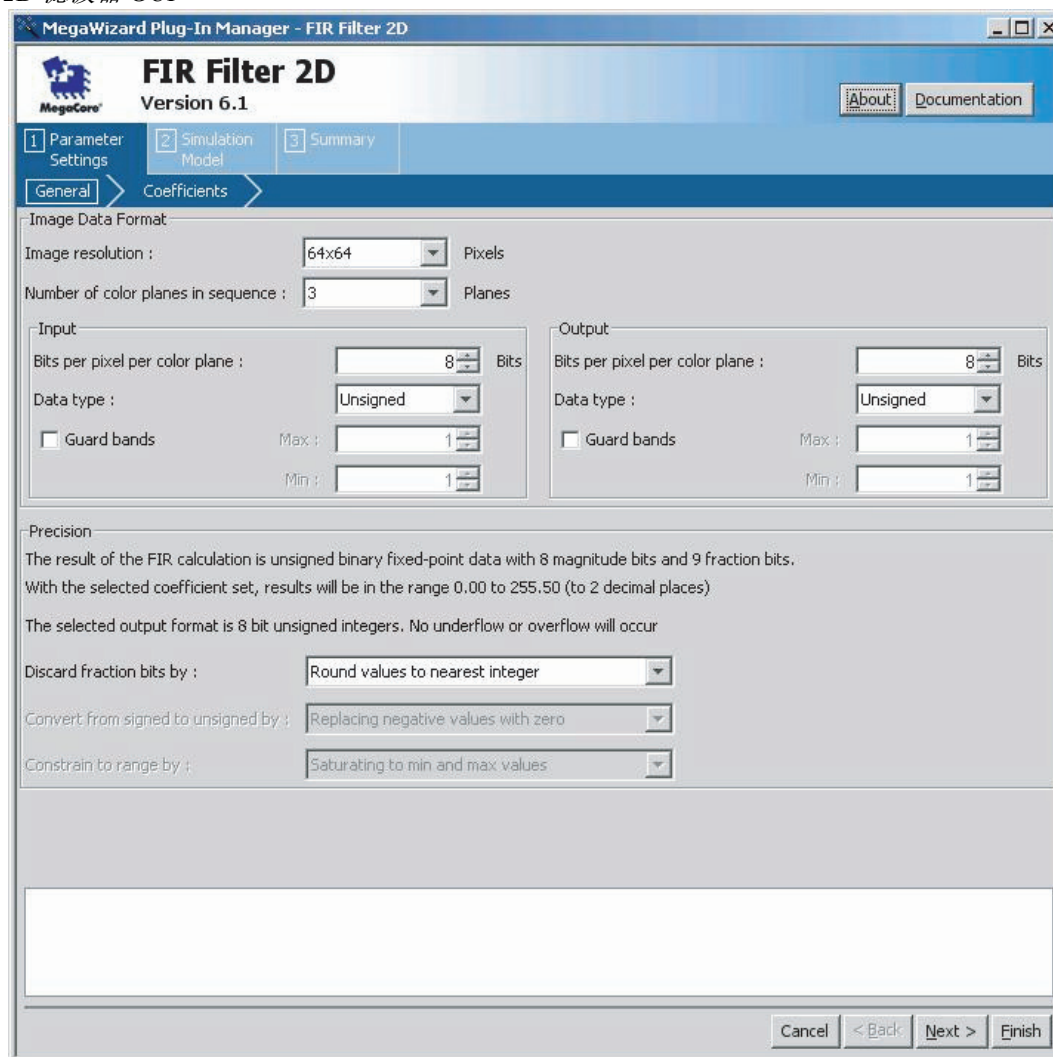 MegaWizard Plug-In Manager - FIR Filter 2D
FIR Filter 2D
Version 6.1
MegaCore
About
Documentation
1 Parameter Settings
2 Simulation Model
3 Summary
General
Coefficients
Image Data Format
Image resolution : 64x64 Pixels
Number of color planes in sequence : 3 Planes
Input
Bits per pixel per color plane : 8 Bits
Data type : Unsigned
Guard bands Max : 1
Min : 1
Output
Bits per pixel per color plane : 8 Bits
Data type : Unsigned
Guard bands Max : 1
Min : 1
Precision
The result of the FIR calculation is unsigned binary fixed-point data with 8 magnitude bits and 9 fraction bits.
With the selected coefficient set, results will be in the range 0.00 to 255.50 (to 2 decimal places)
The selected output format is 8 bit unsigned integers. No underflow or overflow will occur
Discard fraction bits by : Round values to nearest integer
Convert from signed to unsigned by : Replacing negative values with zero
Constrain to range by : Saturating to min and max values
Cancel < Back Next > Finish